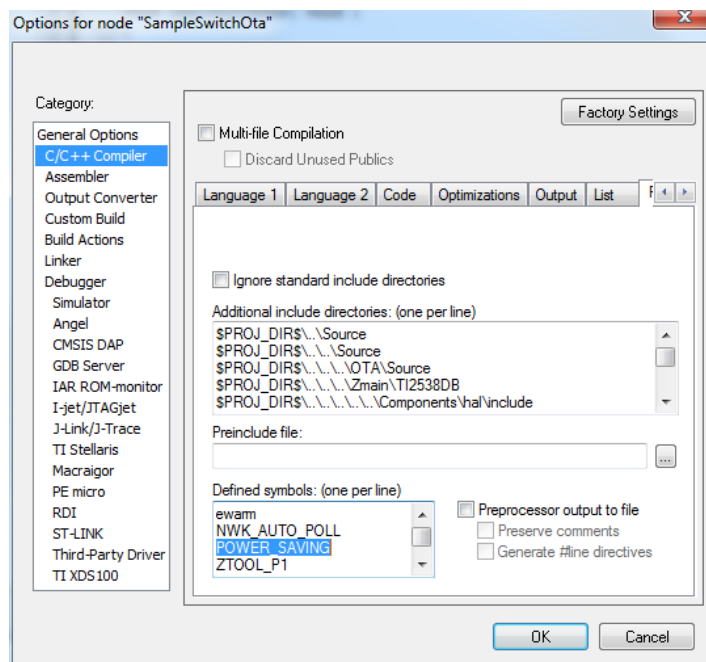 Options for node "SampleSwitchOta"
Category:
General Options
C/C++ Compiler
Assembler
Output Converter
Custom Build
Build Actions
Linker
Debugger
Simulator
Angel
CMSIS DAP
GDB Server
IAR ROM-monitor
I-jet/JTAGjet
J-Link/J-Trace
TI Stellaris
Macraigor
PE micro
RDI
ST-LINK
Third-Party Driver
TI XDS100
Factory Settings
Multi-file Compilation
Discard Unused Publics
Language 1 Language 2 Code Optimizations Output List
Ignore standard include directories
Additional include directories: (one per line)
$PROJ_DIR$\..\Source
$PROJ_DIR$\..\..\Source
$PROJ_DIR$\..\..\..\OTA\Source
$PROJ_DIR$\..\..\..\Zmain\TI2538DB
$PROJ_DIR$\..\..\..\..\..\Components\hal\include
Preinclude file:
...
Defined symbols: (one per line)
ewarm
NWK_AUTO_POLL
POWER_SAVING
ZTOOL_P1
Preprocessor output to file
Preserve comments
Generate #line directives
OK Cancel